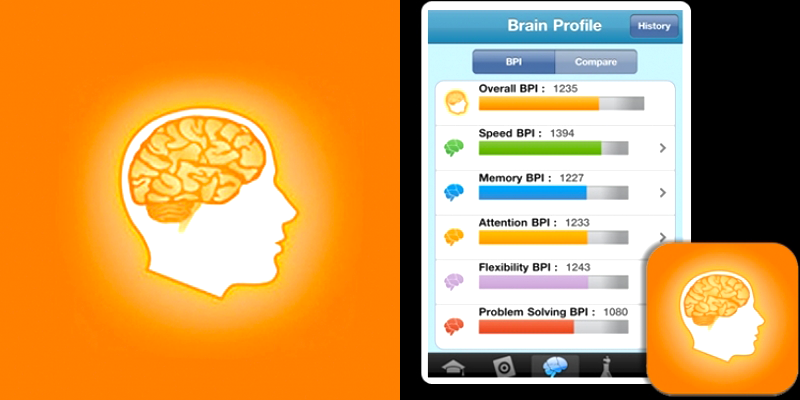 Brain Profile
History
BPI
Compare
Overall BPI : 1235
Speed BPI : 1394
Memory BPI : 1227
Attention BPI : 1233
Flexibility BPI : 1243
Problem Solving BPI : 1080